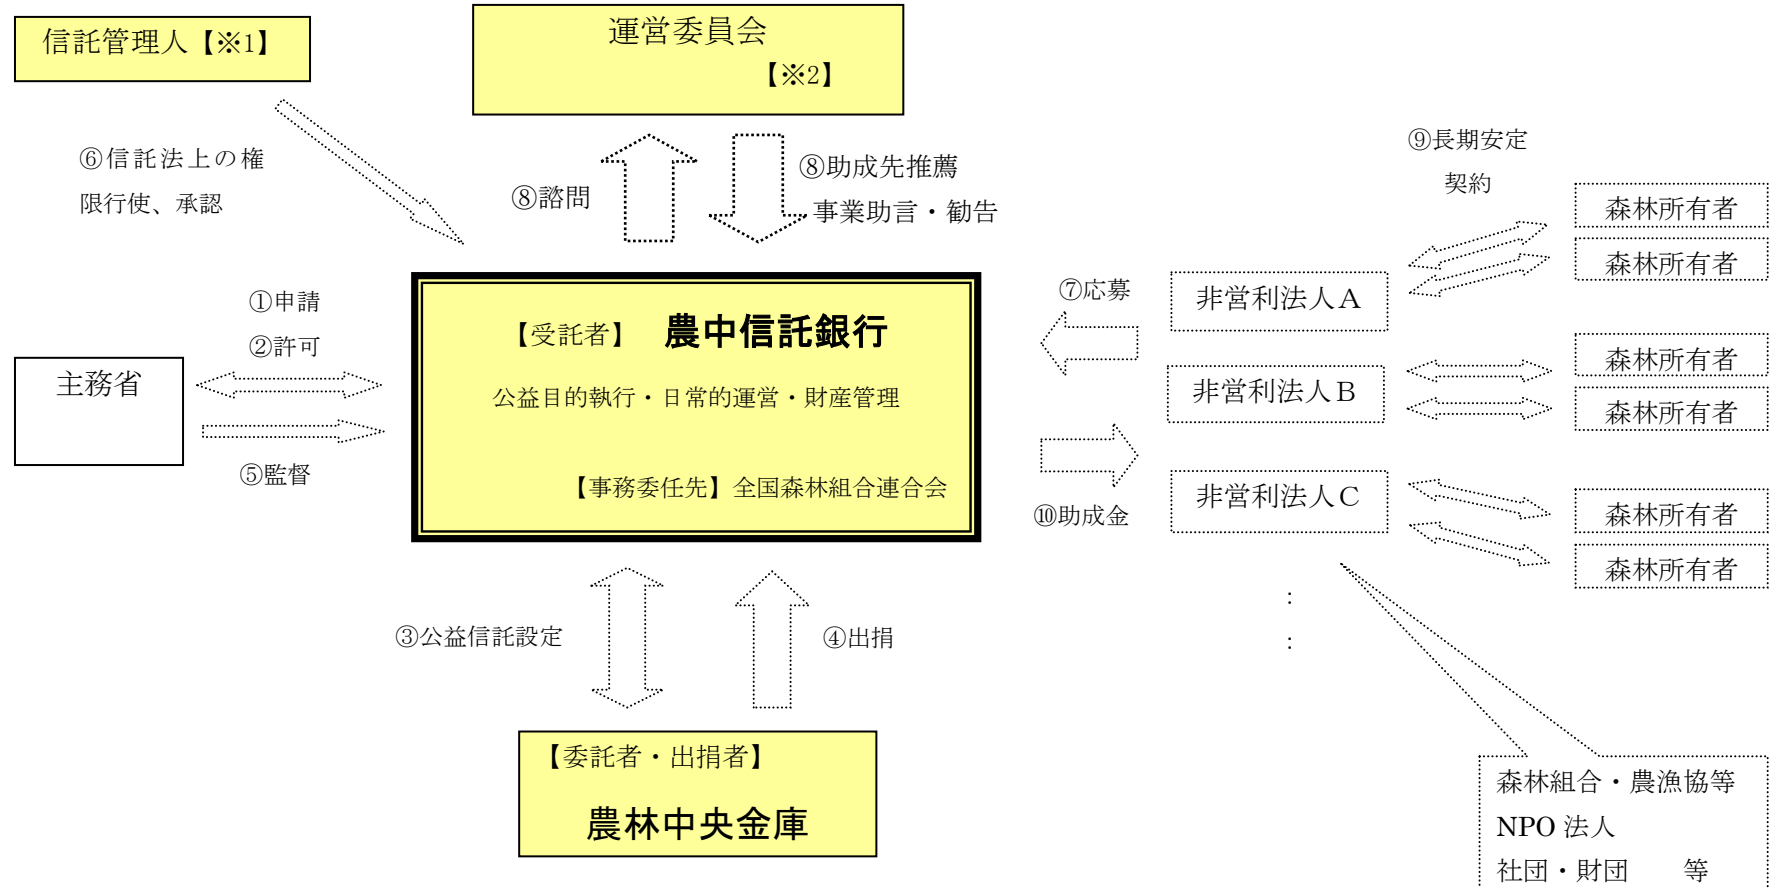 信託管理人【※1】
運営委員会
【※2】
⑥信託法上の権
限行使、承認
⑧諮問
⑧助成先推薦
事業助言・勧告
⑨長期安定
契約
森林所有者
森林所有者
①申請
②許可
主務省
⑤監督
【受託者】 農中信託銀行
公益目的執行・日常的運営・財産管理
【事務委任先】全国森林組合連合会
⑦応募
⑩助成金
非営利法人A
非営利法人B
非営利法人C
:
:
森林所有者
森林所有者
森林所有者
森林所有者
③公益信託設定
④出捐
【委託者・出捐者】
農林中央金庫
森林組合・農漁協等
NPO 法人
社団・財団 等